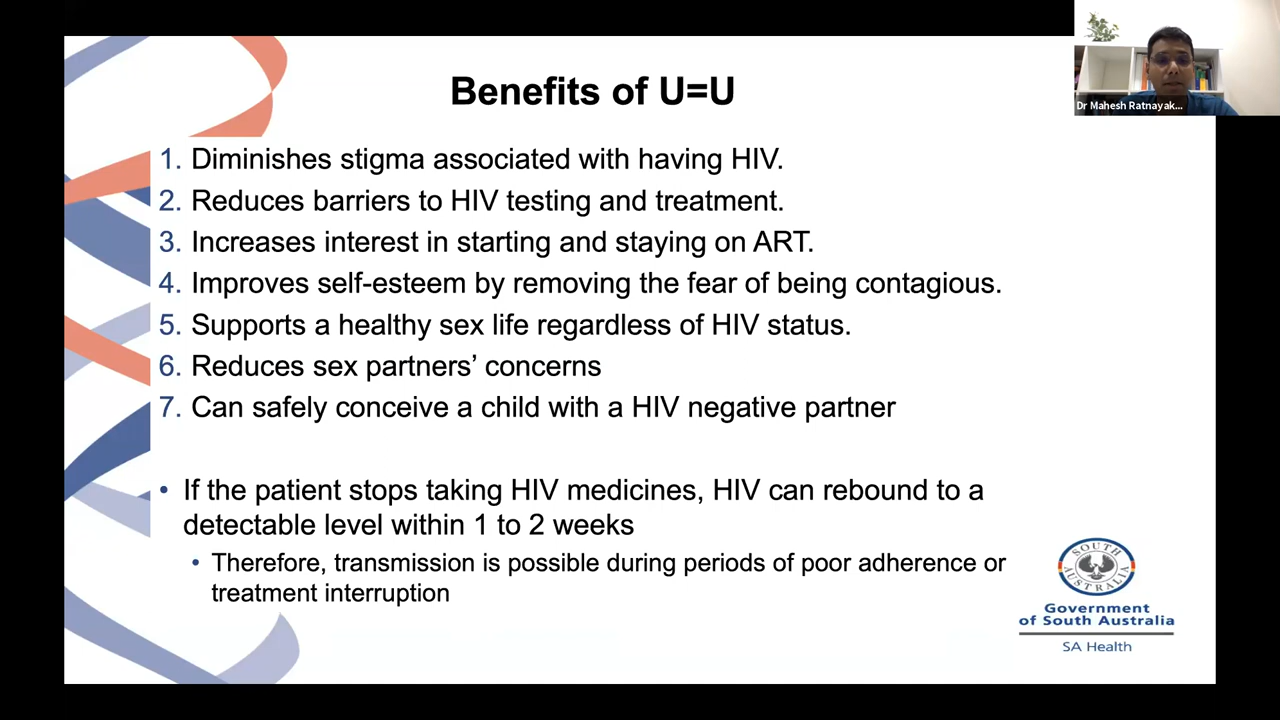 Benefits of U=U
Dr Mahesh Ratnayak...
1. Diminishes stigma associated with having HIV.
2. Reduces barriers to HIV testing and treatment.
3. Increases interest in starting and staying on ART.
4. Improves self-esteem by removing the fear of being contagious.
5. Supports a healthy sex life regardless of HIV status.
6. Reduces sex partners’ concerns
7. Can safely conceive a child with a HIV negative partner
• If the patient stops taking HIV medicines, HIV can rebound to a
detectable level within 1 to 2 weeks
• Therefore, transmission is possible during periods of poor adherence or
treatment interruption
SOUTH
AUSTRALIA
Government
of South Australia
SA Health